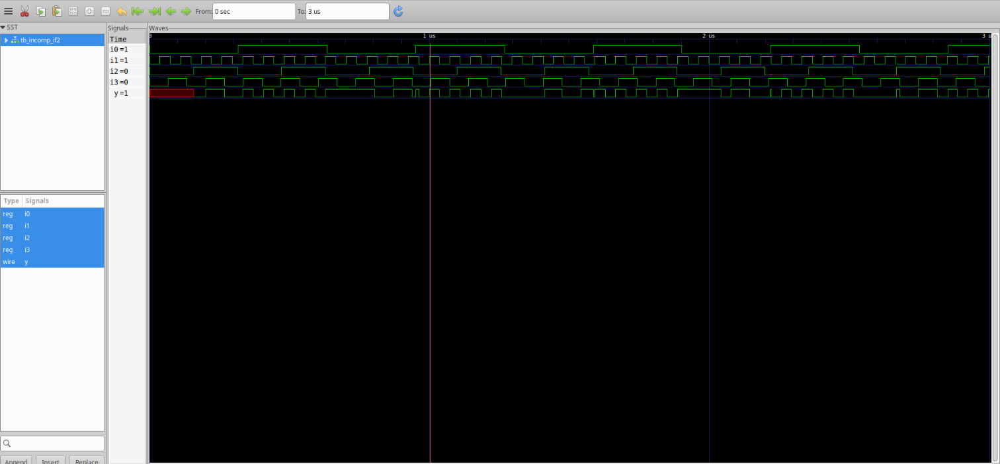 From: 0 sec To: 3 us
SST
tb_incomp_if2
Type Signals
reg i0
reg i1
reg i2
reg i3
wire y
Append Insert Replace
Signals
Time
i0=1
i1=1
i2=0
i3=0
y=1
Waves
0 1 us 2 us 3 u